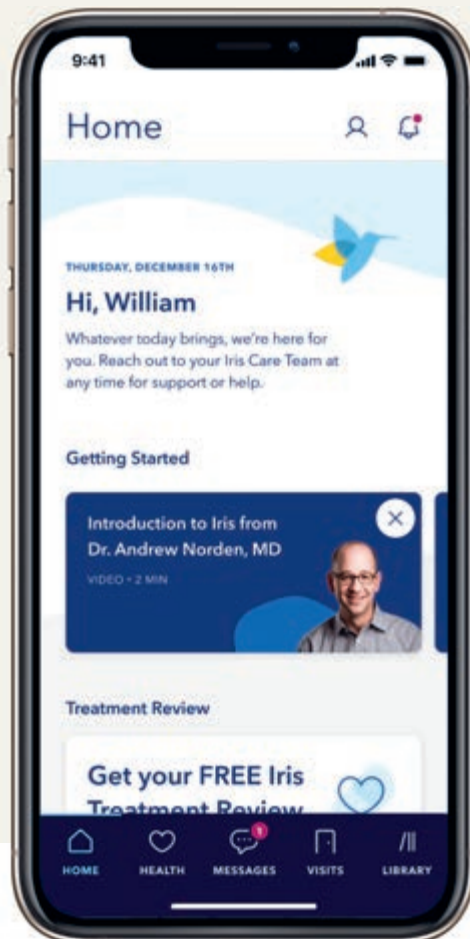 9:41
Home
THURSDAY, DECEMBER 16TH
Hi, William
Whatever today brings, we're here for
you. Reach out to your Iris Care Team at
any time for support or help.
Getting Started
Introduction to Iris from
Dr. Andrew Norden, MD
VIDEO • 2 MIN
Treatment Review
Get your FREE Iris
Treatment Review
1
HOME HEALTH MESSAGES VISITS LIBRARY